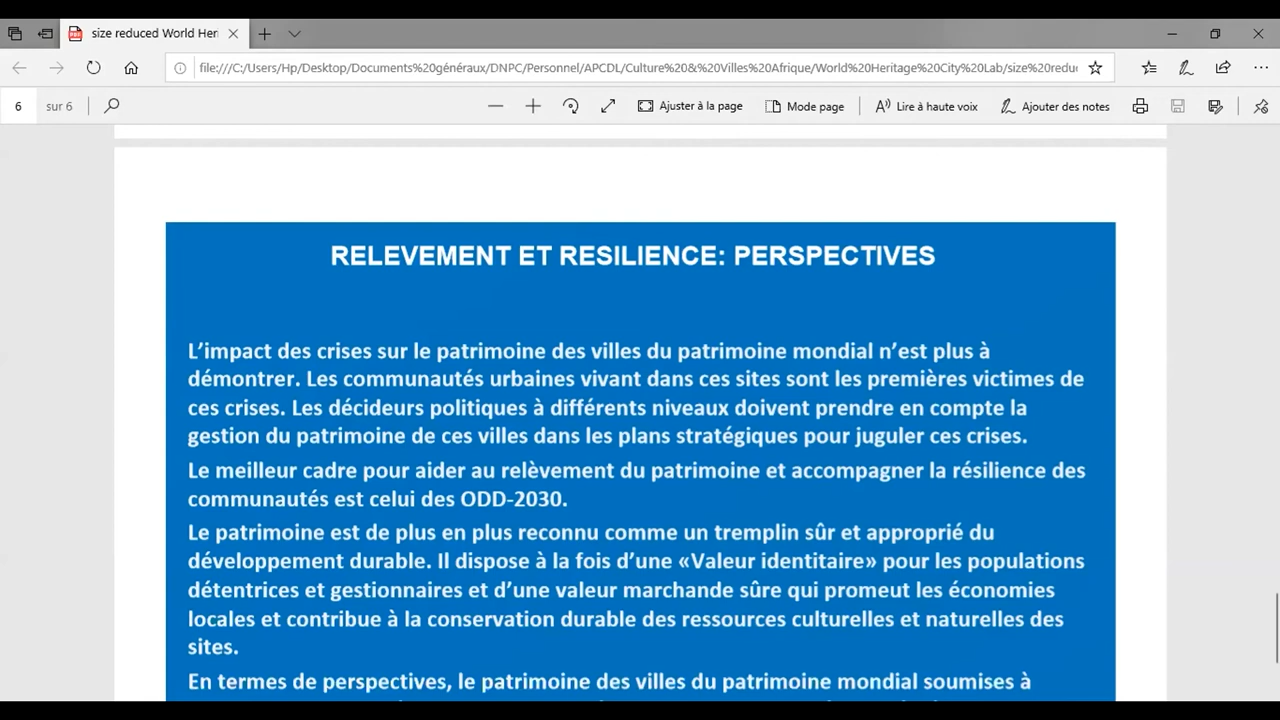 size reduced World Her
file:///C:/Users/Hp/Desktop/Documents%20généraux/DNPC/Personnel/APCDL/Culture%20&%20Villes%20Afrique/World%20Heritage%20City%20Lab/size%20redu
6 sur 6 Ajuster à la page Mode page Lire à haute voix Ajouter des notes
RELEVEMENT ET RESILIENCE: PERSPECTIVES
L’impact des crises sur le patrimoine des villes du patrimoine mondial n’est plus à
démontrer. Les communautés urbaines vivant dans ces sites sont les premières victimes de
ces crises. Les décideurs politiques à différents niveaux doivent prendre en compte la
gestion du patrimoine de ces villes dans les plans stratégiques pour juguler ces crises.
Le meilleur cadre pour aider au relèvement du patrimoine et accompagner la résilience des
communautés est celui des ODD-2030.
Le patrimoine est de plus en plus reconnu comme un tremplin sûr et approprié du
développement durable. Il dispose à la fois d’une «Valeur identitaire» pour les populations
détentrices et gestionnaires et d’une valeur marchande sûre qui promeut les économies
locales et contribue à la conservation durable des ressources culturelles et naturelles des
sites.
En termes de perspectives, le patrimoine des villes du patrimoine mondial soumises à